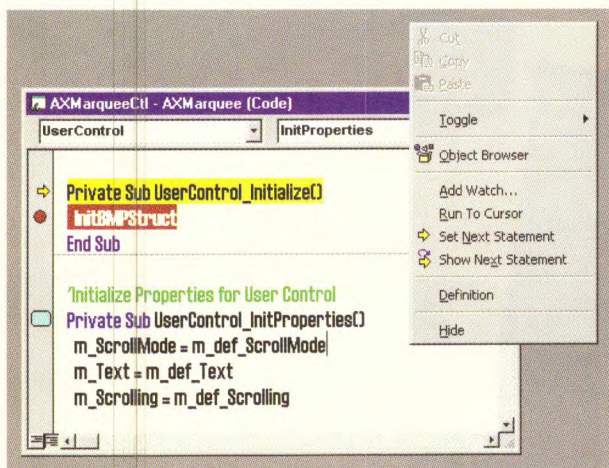 AXMarqueeCtl - AXMarquee (Code)
UserControl InitProperties
Private Sub UserControl_Initialize()
InitBMPStruct
End Sub
'Initialize Properties for User Control
Private Sub UserControl_InitProperties()
m_ScrollMode = m_def_ScrollMode
m_Text = m_def_Text
m_Scrolling = m_def_Scrolling
Cut
Copy
Paste
Toggle
Object Browser
Add Watch...
Run To Cursor
Set Next Statement
Show Next Statement
Definition
Hide